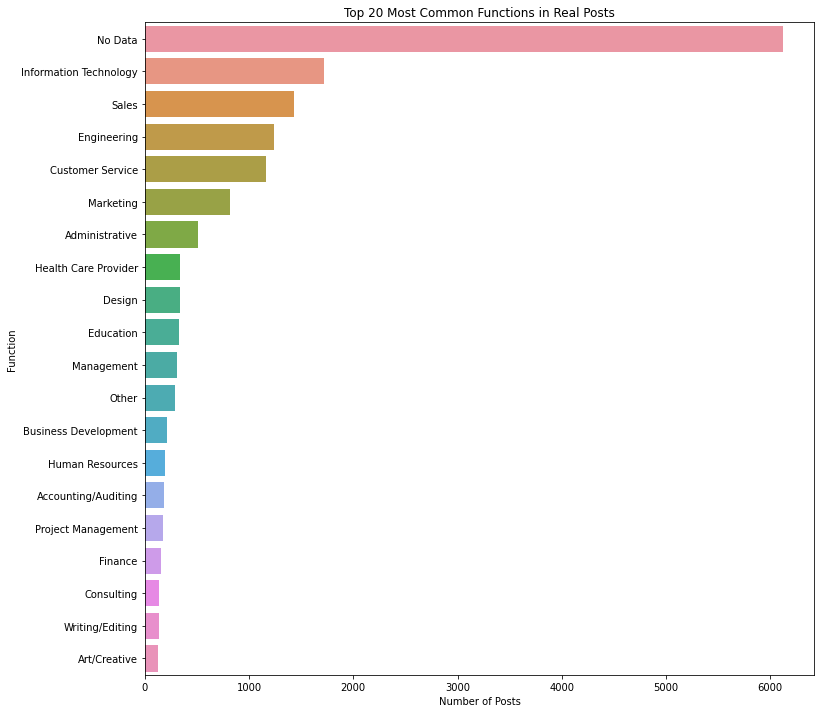 Top 20 Most Common Functions in Real Posts
No Data
Information Technology
Sales
Engineering
Customer Service
Marketing
Administrative
Health Care Provider
Design
Education
Management
Other
Business Development
Human Resources
Accounting/Auditing
Project Management
Finance
Consulting
Writing/Editing
Art/Creative
Function
0 1000 2000 3000 4000 5000 6000
Number of Posts